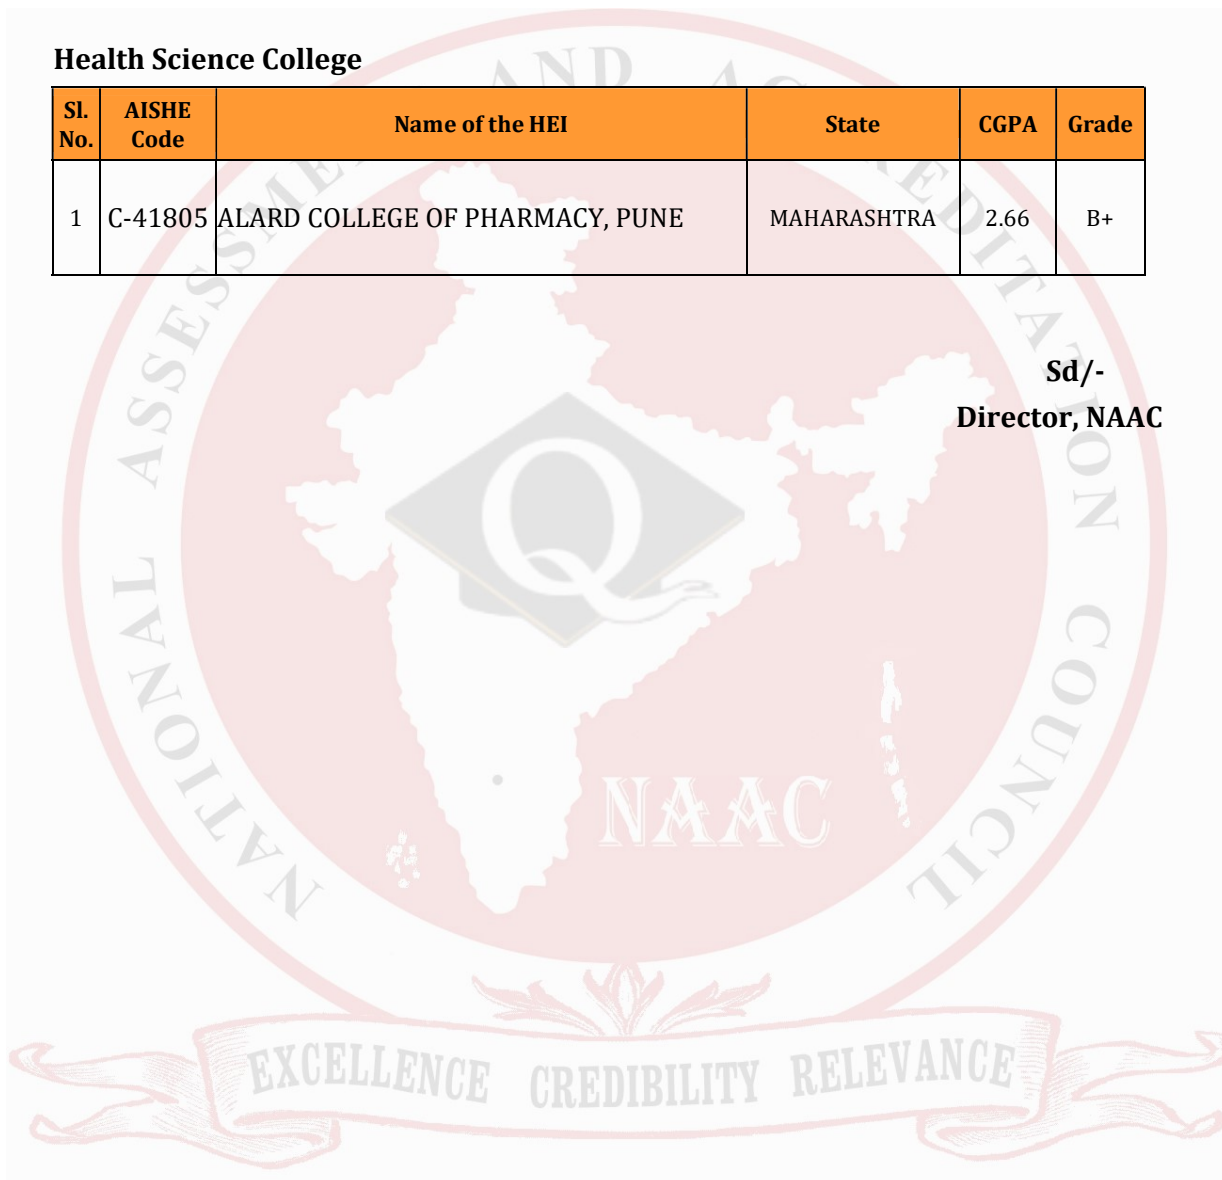 Health Science College
Sl. No. AISHE Code Name of the HEI State CGPA Grade
1 C-41805 ALARD COLLEGE OF PHARMACY, PUNE MAHARASHTRA 2.66 B+
Sd/-
Director, NAAC
NATIONAL ASSESSMENT AND ACCREDITATION COUNCIL
NAAC
EXCELLENCE CREDIBILITY RELEVANCE